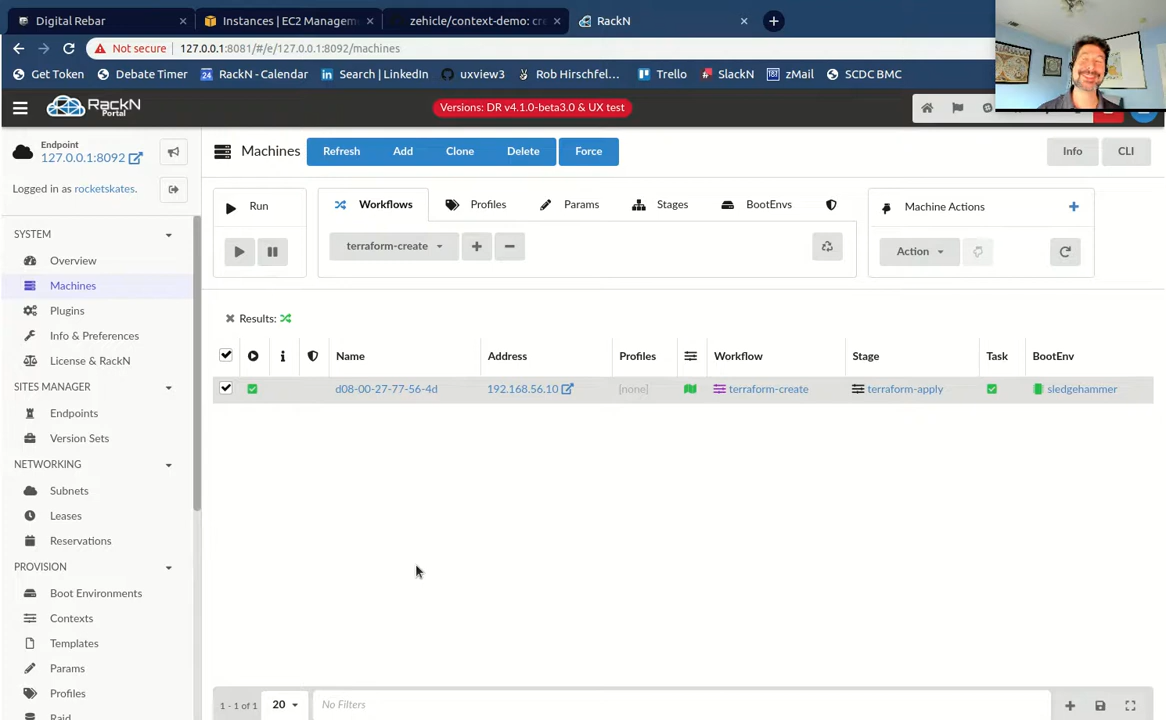 Digital Rebar
Instances | EC2 Managem
zehicle/context-demo: cre
RackN
Not secure
127.0.0.1:8081/#/e/127.0.0.1:8092/machines
Get Token
Debate Timer
24 RackN - Calendar
in Search | LinkedIn
uxview3
Rob Hirschfel...
Trello
SlackN
zMail
SCDC BMC
RACKN
Portal
Versions: DR v4.1.0-beta3.0 & UX test
Endpoint
127.0.0.1:8092
Logged in as rocketskates.
Machines
Refresh
Add
Clone
Delete
Force
Info
CLI
Run
Workflows
Profiles
Params
Stages
BootEnvs
Machine Actions
terraform-create
Action
Results:
Name
Address
Profiles
Workflow
Stage
Task
BootEnv
d08-00-27-77-56-4d
192.168.56.10
[none]
terraform-create
terraform-apply
sledgehammer
SYSTEM
Overview
Machines
Plugins
Info & Preferences
License & RackN
SITES MANAGER
Endpoints
Version Sets
NETWORKING
Subnets
Leases
Reservations
PROVISION
Boot Environments
Contexts
Templates
Params
Profiles
Raid
1 - 1 of 1
20
No Filters